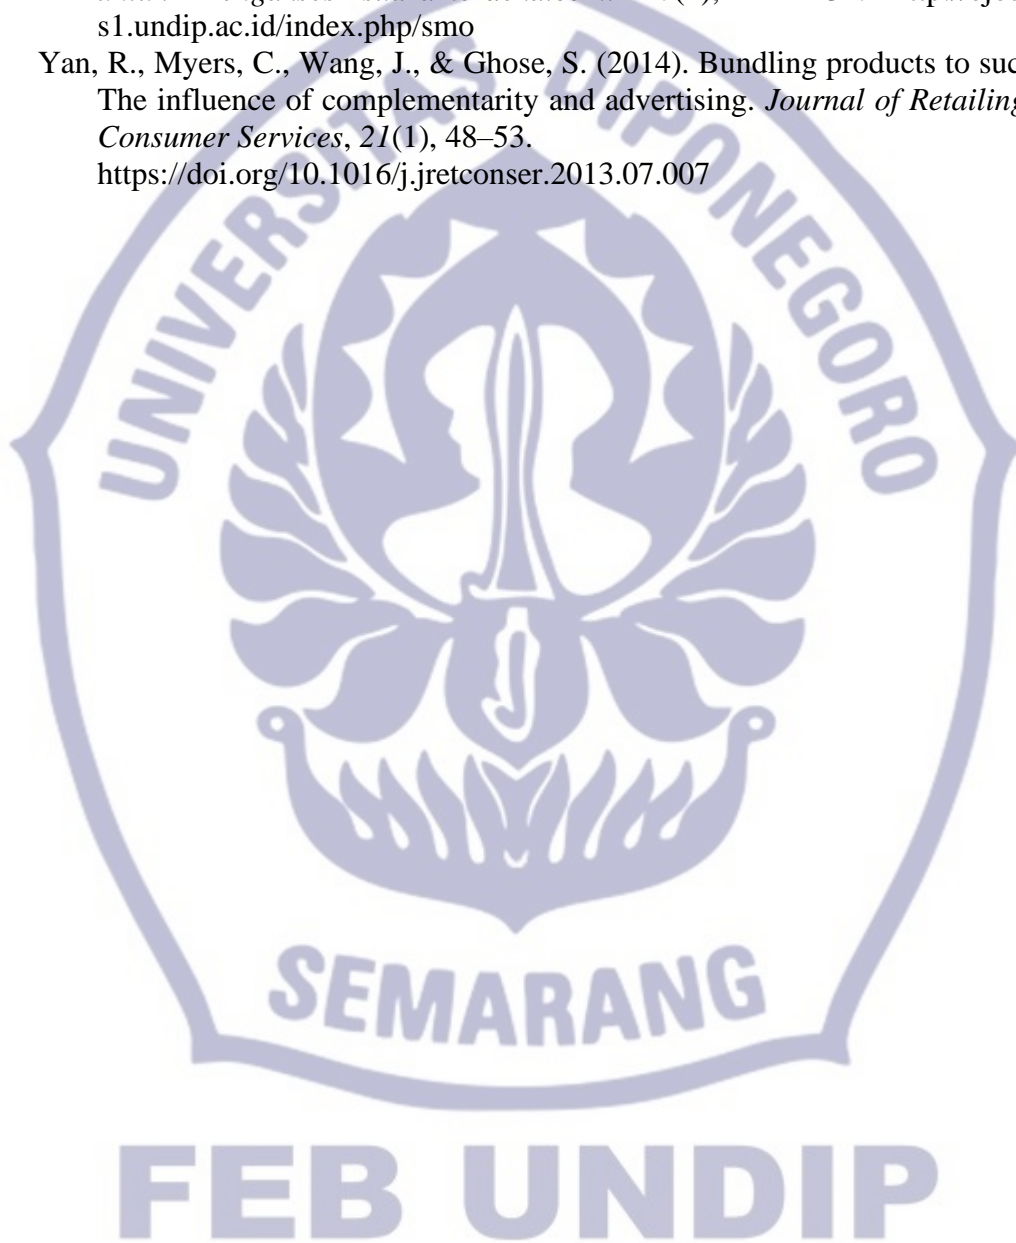 s1.undip.ac.id/index.php/smo
Yan, R., Myers, C., Wang, J., & Ghose, S. (2014). Bundling products to suc
The influence of complementarity and advertising. Journal of Retailing
Consumer Services, 21(1), 48–53.
https://doi.org/10.1016/j.jretconser.2013.07.007
UNIVERSITAS DIPONEGORO
SEMARANG
FEB UNDIP